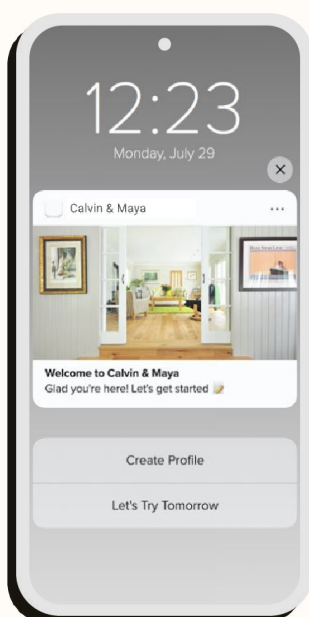 12:23
Monday, July 29
Calvin & Maya
Welcome to Calvin & Maya
Glad you're here! Let's get started 📝
Create Profile
Let's Try Tomorrow